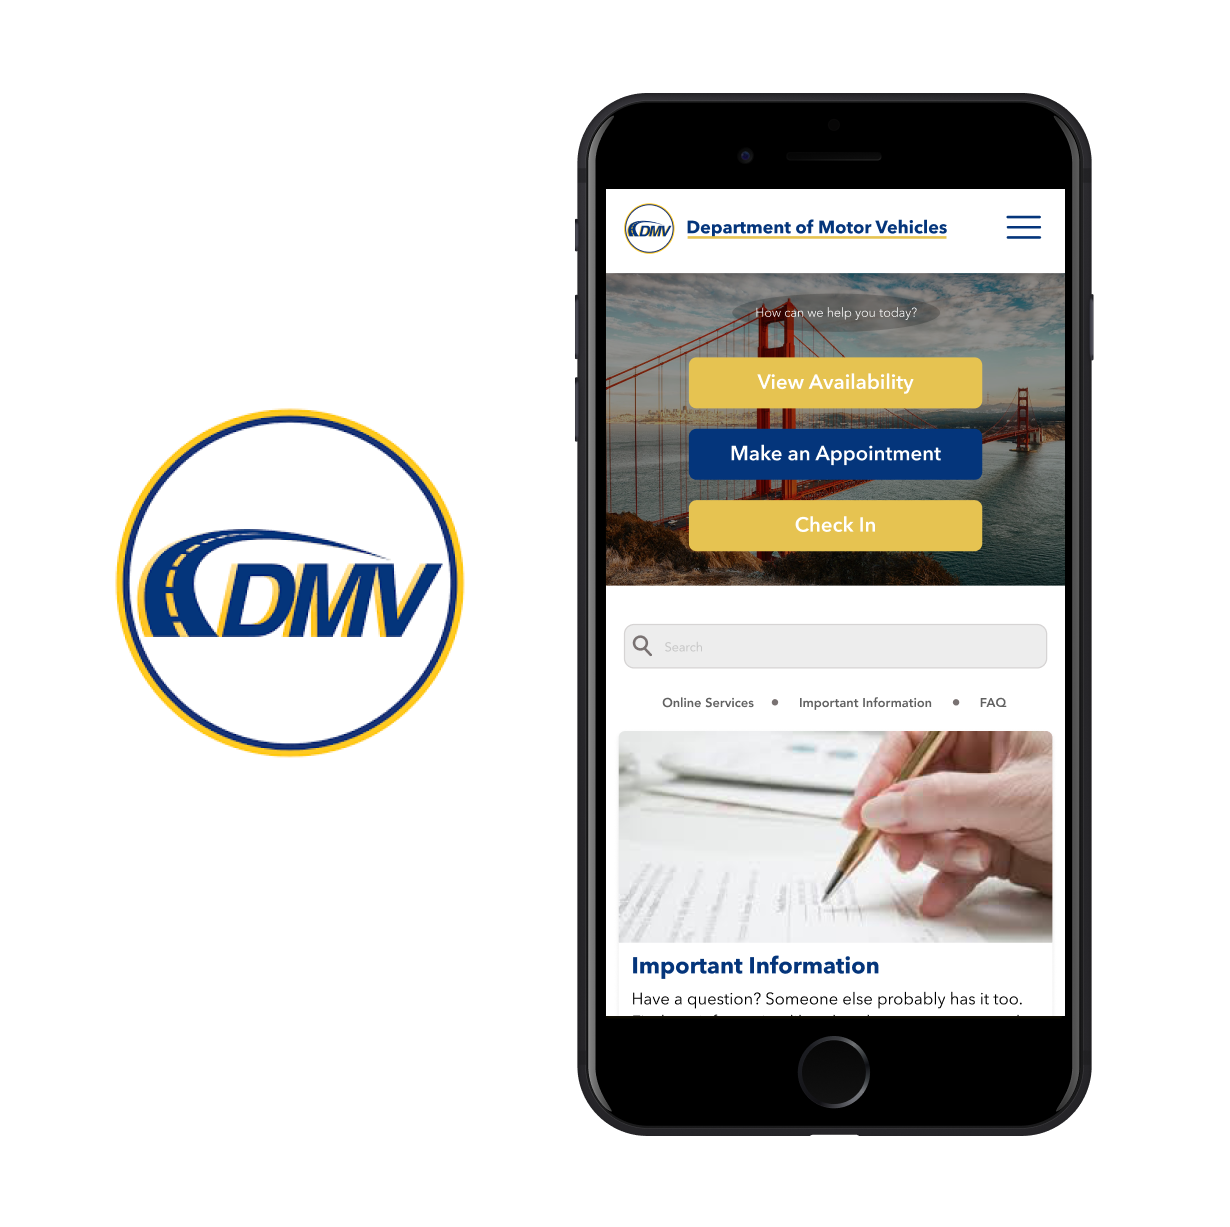 DMV
DMV
Department of Motor Vehicles
How can we help you today?
View Availability
Make an Appointment
Check In
Search
Online Services • Important Information • FAQ
Important Information
Have a question? Someone else probably has it too.